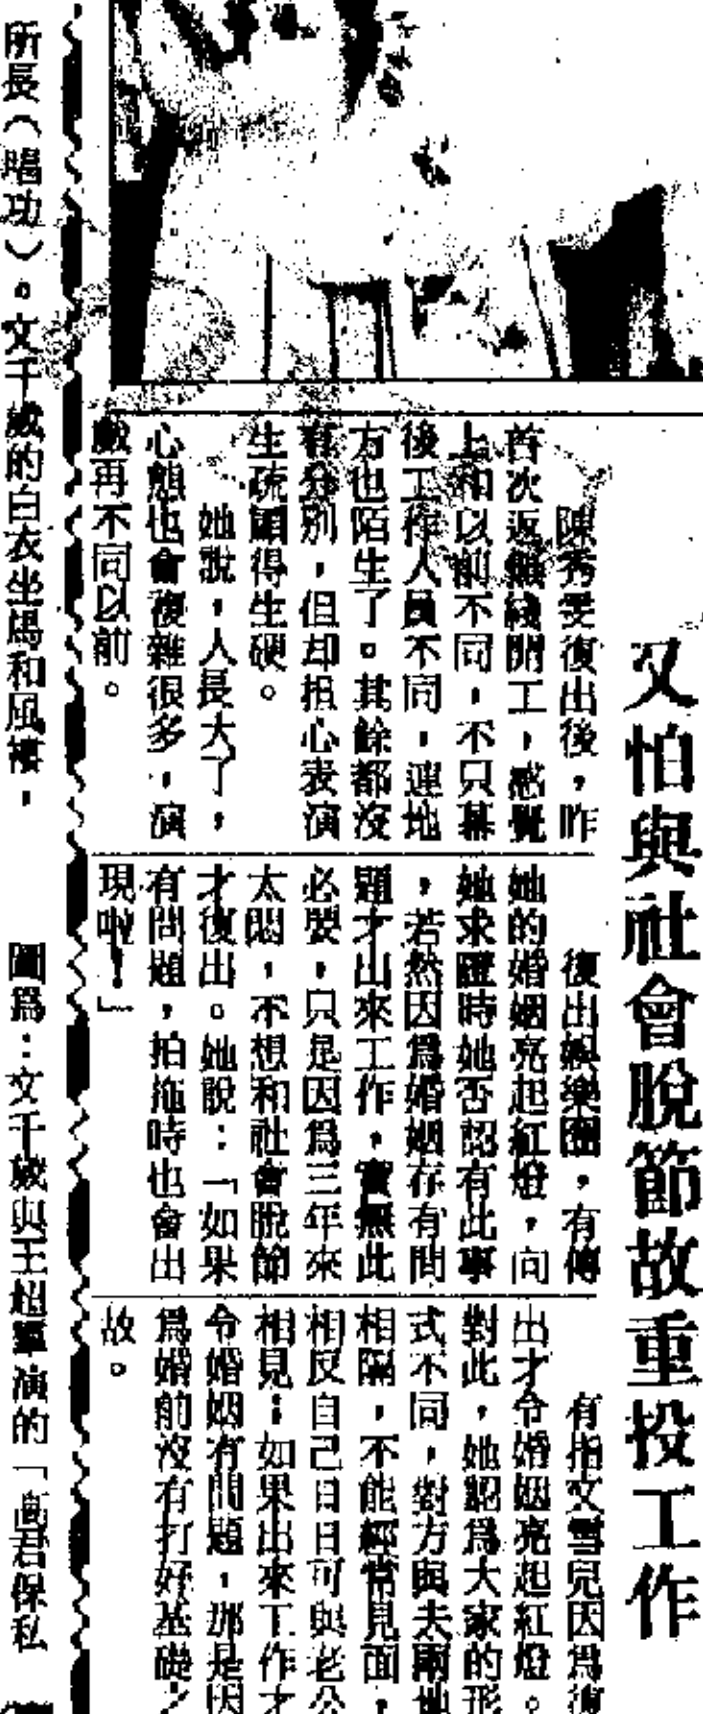 又怕與社會脫節故重投工作
陳秀雯復出後，昨
首次返無綫開工，感覺
上和以前不同，不只幕
後工作人員不同，連地
方也陌生了。其餘都沒
有分別，但却担心表演
生疏顯得生硬。
她說，人長大了，
心態也會複雜很多，演
戲再不同以前。
復出娛樂圈，有傳
她的婚姻亮起紅燈，向
她求證時她否認有此事
，若然因爲婚姻存有問
題才出來工作，實無此
必要，只是因爲三年來
太悶，不想和社會脫節
才復出。她說：「如果
有問題，拍拖時也會出
現啦！」
有指文雪兒因爲復
出才令婚姻亮起紅燈。
對此，她認爲大家的形
式不同，對方與夫兩地
相隔，不能經常見面，
相反自己日日可與老公
相見；如果出來工作才
令婚姻有問題，那是因
爲婚前沒有打好基礎之
故。
所長（唱功）。文千歲的白衣坐馬和風褸，
圖爲：文千歲與王超羣演的「高君保私